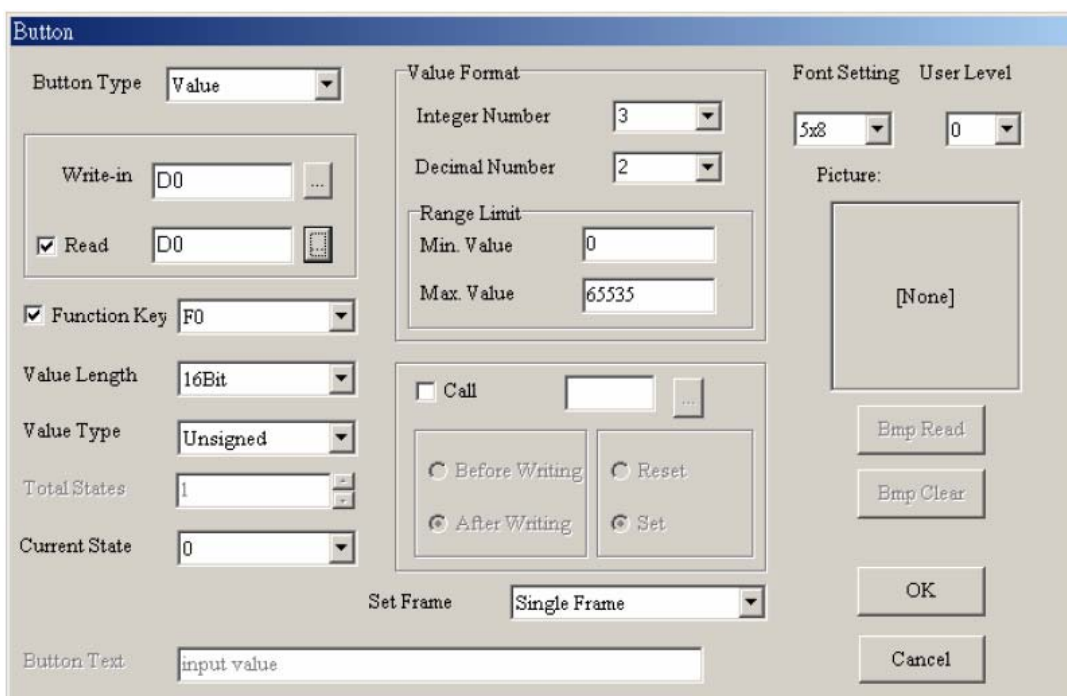 Button
Button Type Value
Write-in D0 ...
Read D0 ...
Function Key F0
Value Length 16Bit
Value Type Unsigned
Total States 1
Current State 0
Value Format
Integer Number 3
Decimal Number 2
Range Limit
Min. Value 0
Max. Value 65535
Call ...
Before Writing Reset
After Writing Set
Set Frame Single Frame
Button Text input value
Font Setting User Level
5x8 0
Picture:
[None]
Bmp Read
Bmp Clear
OK
Cancel